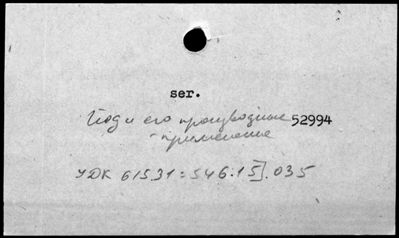 ser.
Йод и его производные 52994
- применение
УДК 615.31:546.15].035